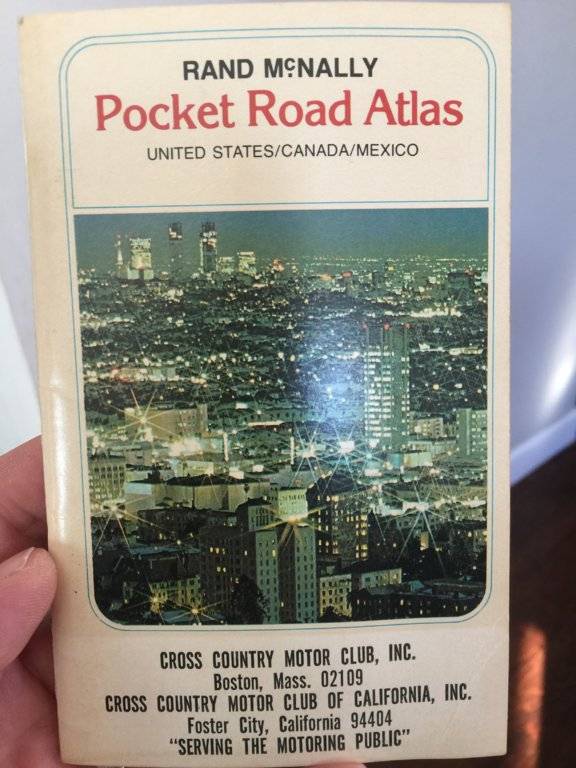 RAND McNALLY
Pocket Road Atlas
UNITED STATES/CANADA/MEXICO
CROSS COUNTRY MOTOR CLUB, INC.
Boston, Mass. 02109
CROSS COUNTRY MOTOR CLUB OF CALIFORNIA, INC.
Foster City, California 94404
“SERVING THE MOTORING PUBLIC”